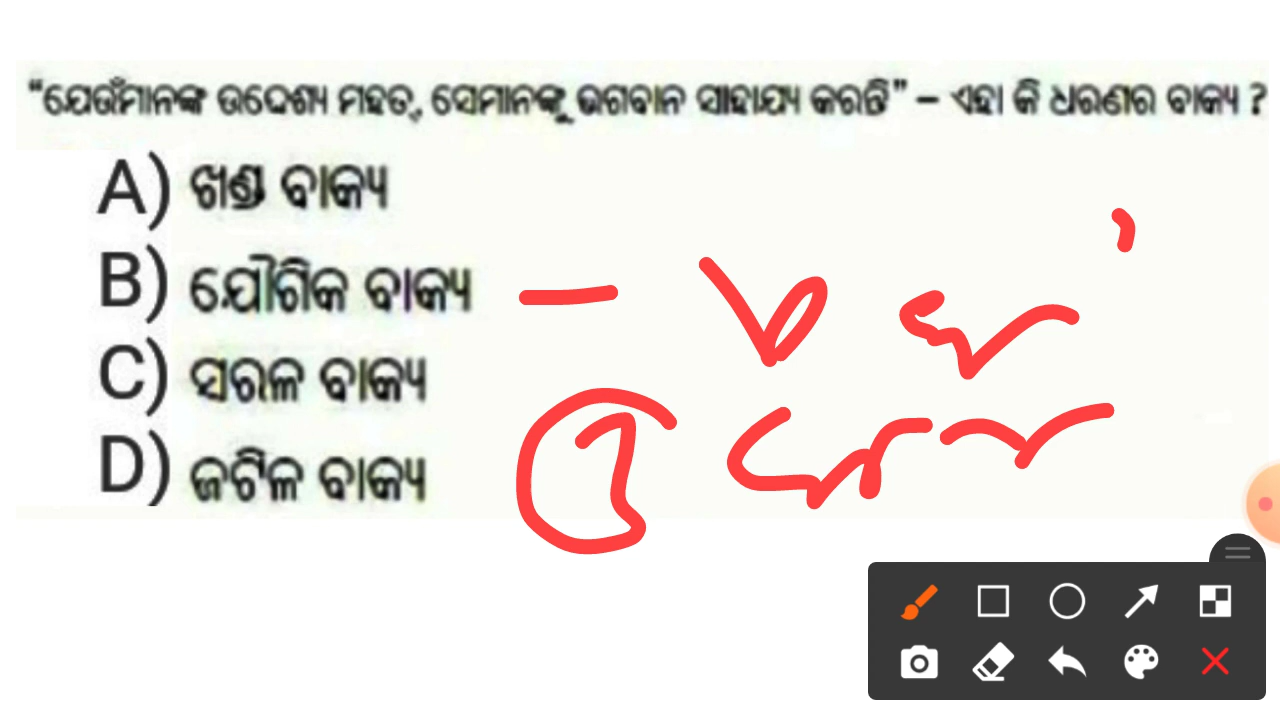 “ଯେଉଁମାନଙ୍କ ଉଦ୍ଦେଶ୍ୟ ମହତ୍, ସେମାନଙ୍କୁ ଭଗବାନ ସାହାଯ୍ୟ କରନ୍ତି” – ଏହା କି ଧରଣର ବାକ୍ୟ ?
A) ଖଣ୍ଡ ବାକ୍ୟ
B) ଯୌଗିକ ବାକ୍ୟ
C) ସରଳ ବାକ୍ୟ
D) ଜଟିଳ ବାକ୍ୟ